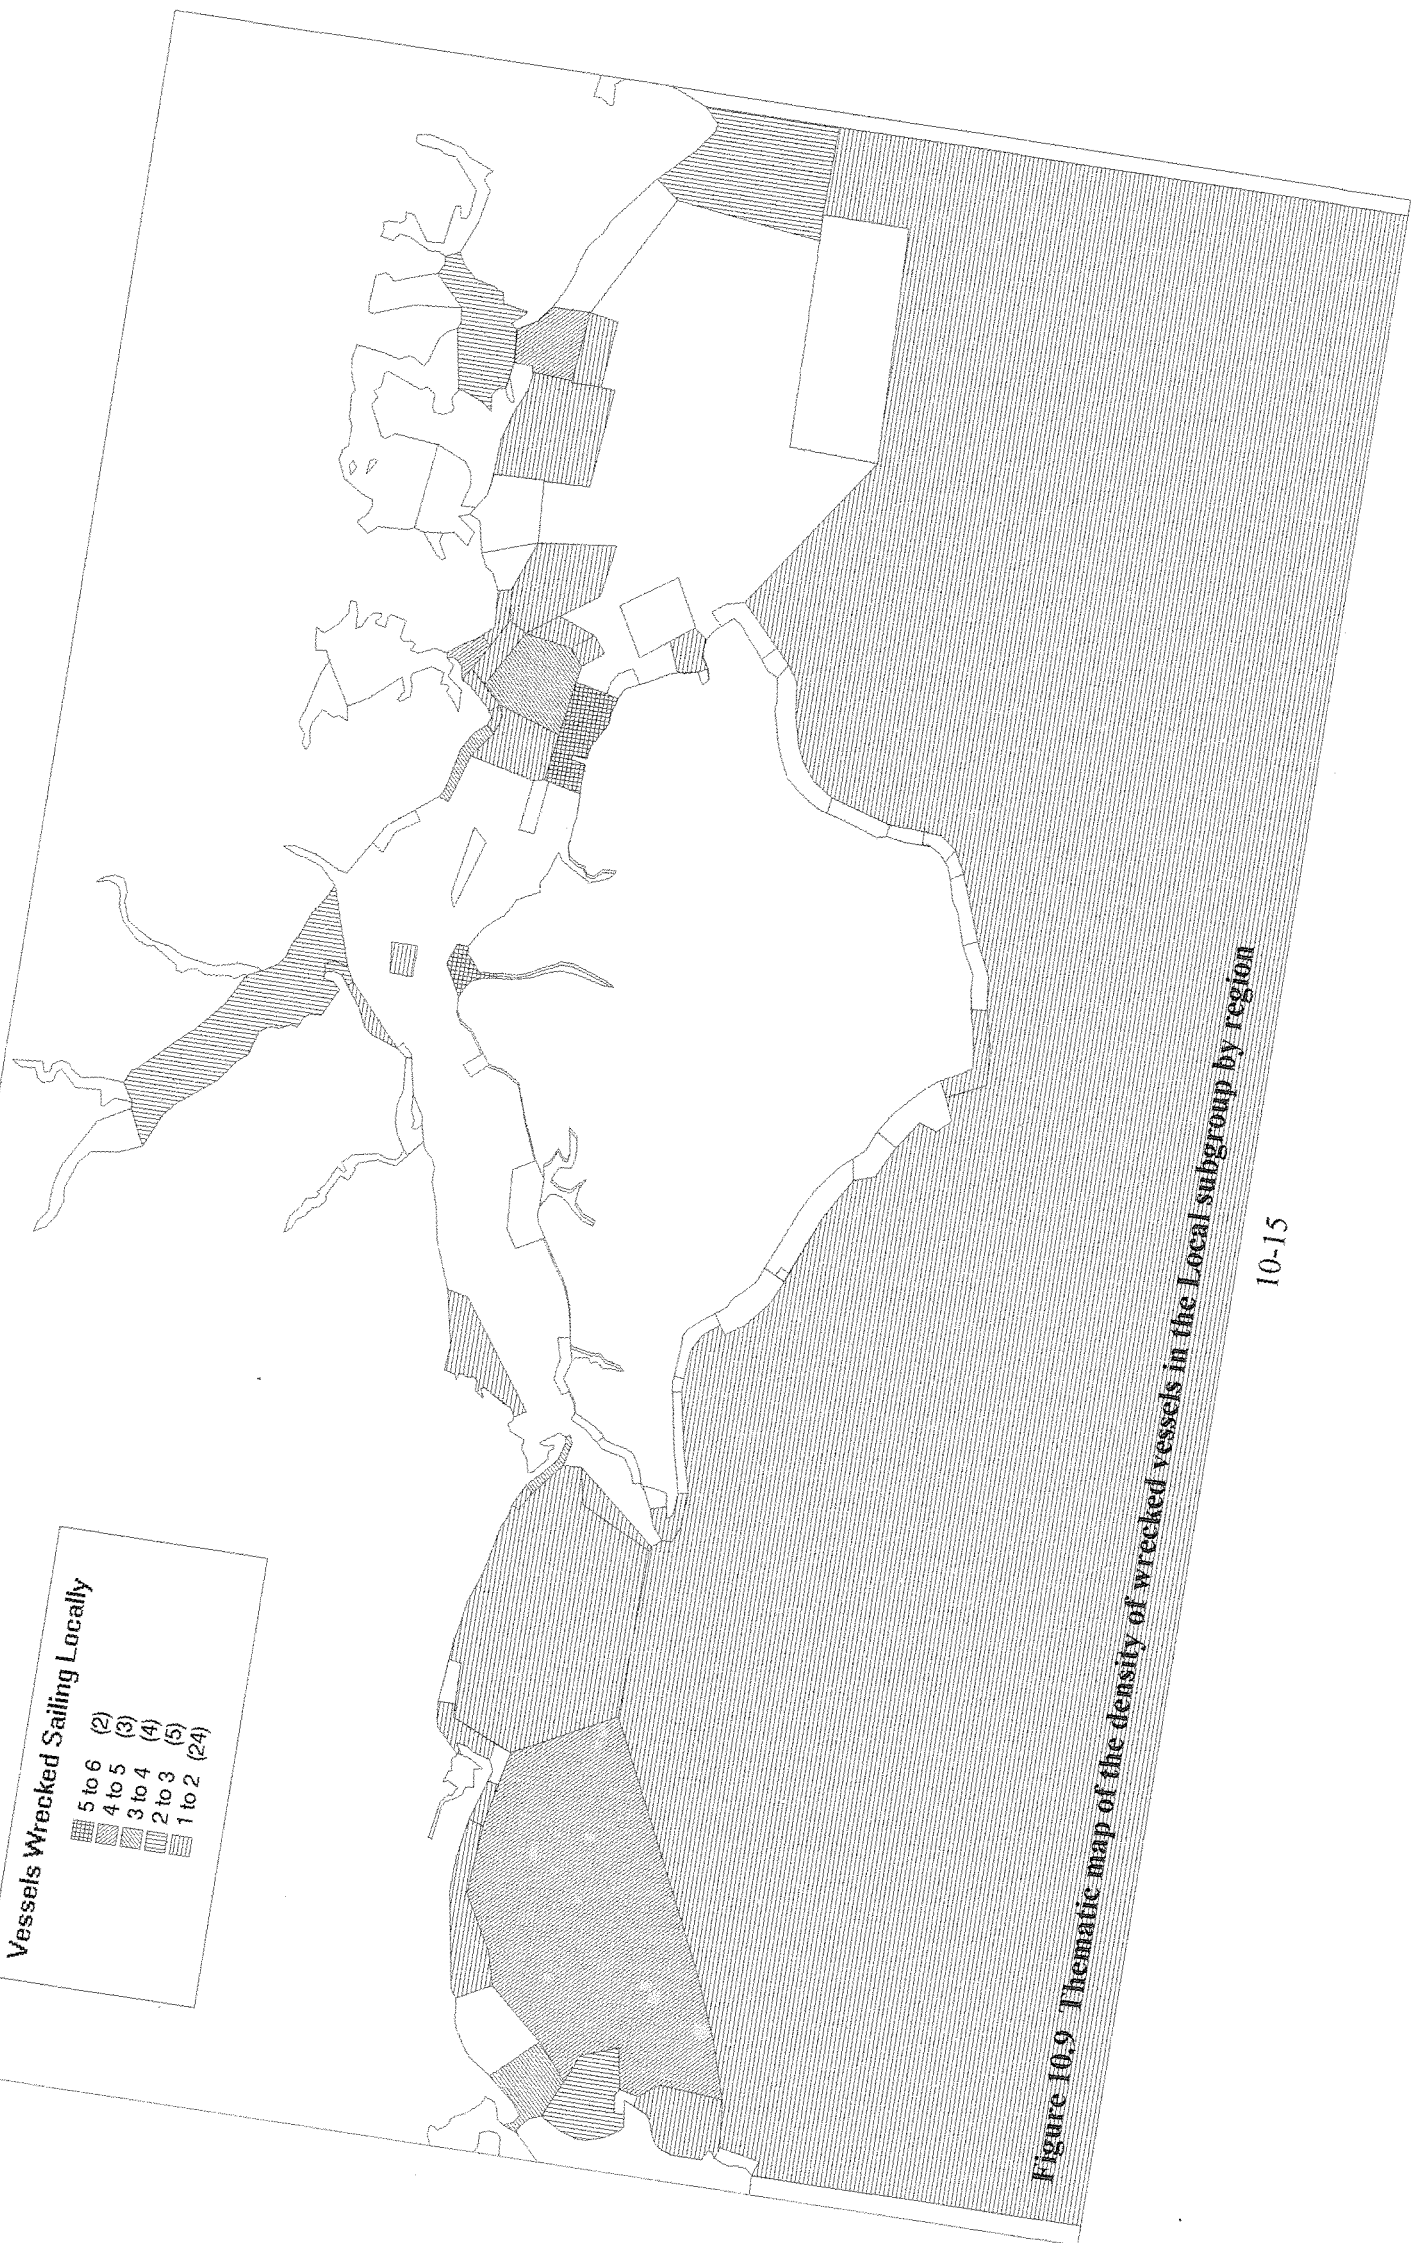 Vessels Wrecked Sailing Locally
5 to 6 (2)
4 to 5 (3)
3 to 4 (4)
2 to 3 (5)
1 to 2 (24)
Figure 10.9 Thematic map of the density of wrecked vessels in the Local subgroup by region
10-15